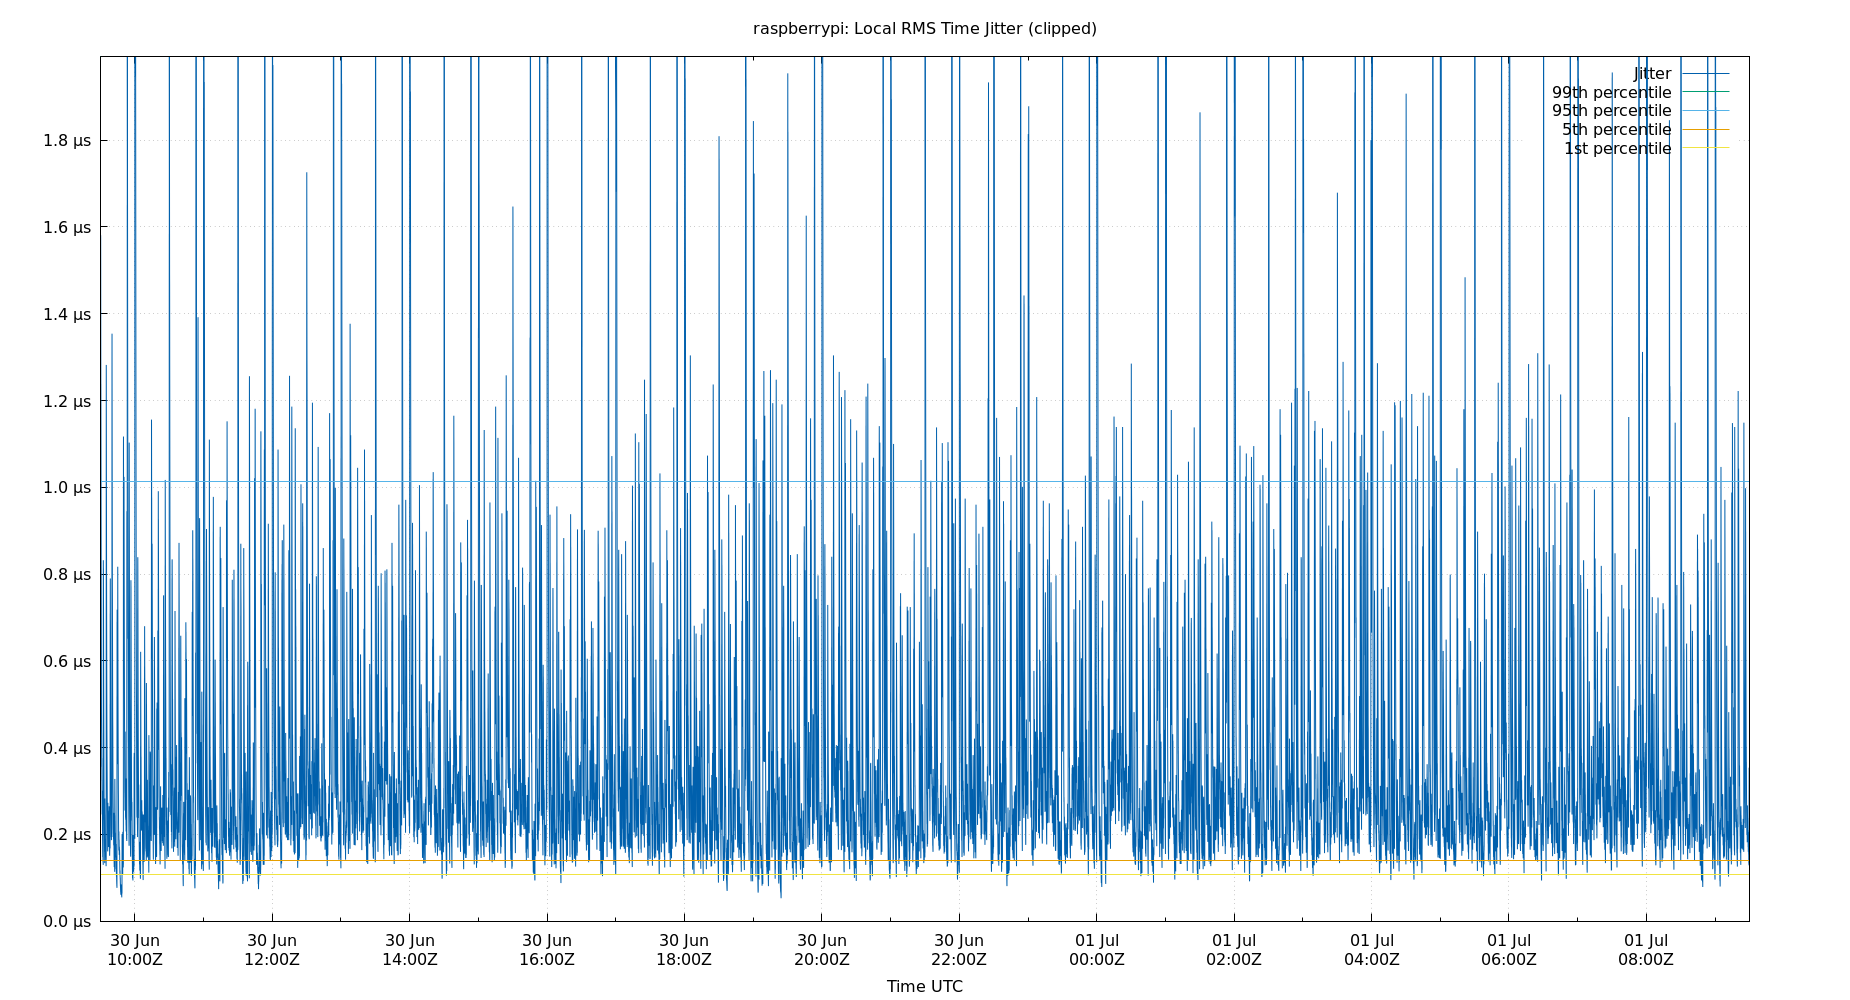 raspberrypi: Local RMS Time Jitter (clipped)
Jitter
99th percentile
95th percentile
5th percentile
1st percentile
1.8 µs
1.6 µs
1.4 µs
1.2 µs
1.0 µs
0.8 µs
0.6 µs
0.4 µs
0.2 µs
0.0 µs
30 Jun 30 Jun 30 Jun 30 Jun 30 Jun 30 Jun 30 Jun 01 Jul 01 Jul 01 Jul 01 Jul 01 Jul
10:00Z 12:00Z 14:00Z 16:00Z 18:00Z 20:00Z 22:00Z 00:00Z 02:00Z 04:00Z 06:00Z 08:00Z
Time UTC